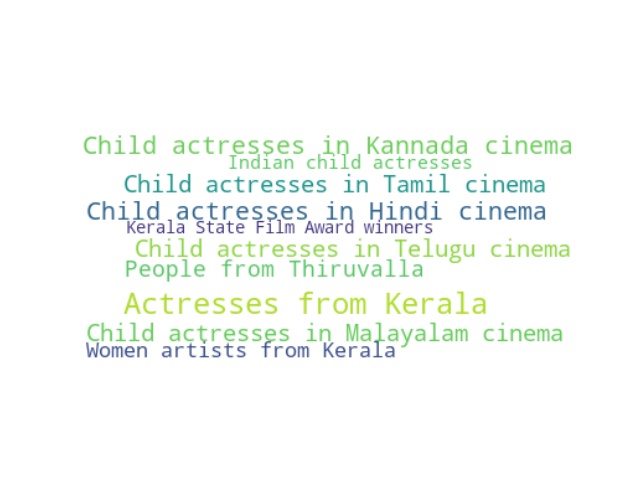 Child actresses in Kannada cinema
Indian child actresses
Child actresses in Tamil cinema
Child actresses in Hindi cinema
Kerala State Film Award winners
Child actresses in Telugu cinema
People from Thiruvalla
Actresses from Kerala
Child actresses in Malayalam cinema
Women artists from Kerala